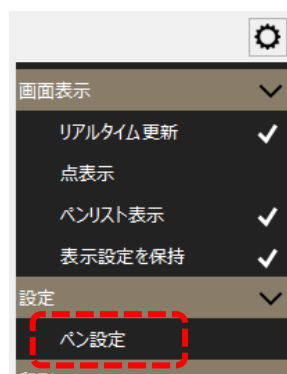 画面表示
リアルタイム更新
点表示
ペンリスト表示
表示設定を保持
設定
ペン設定